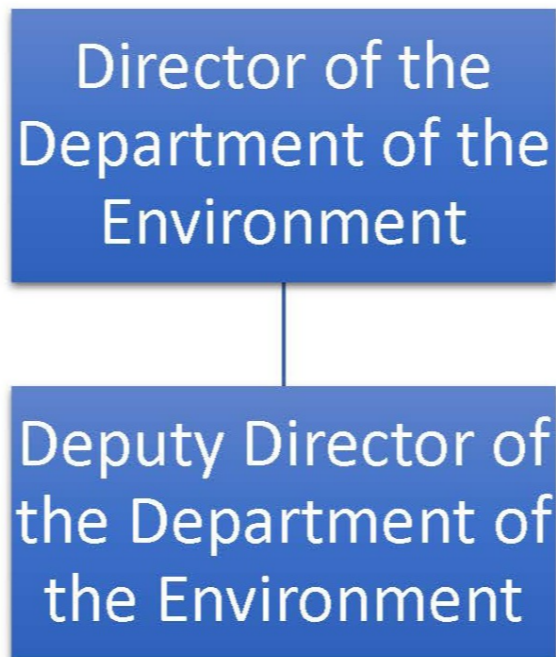 Director of the
Department of the
Environment
Deputy Director of
the Department of
the Environment